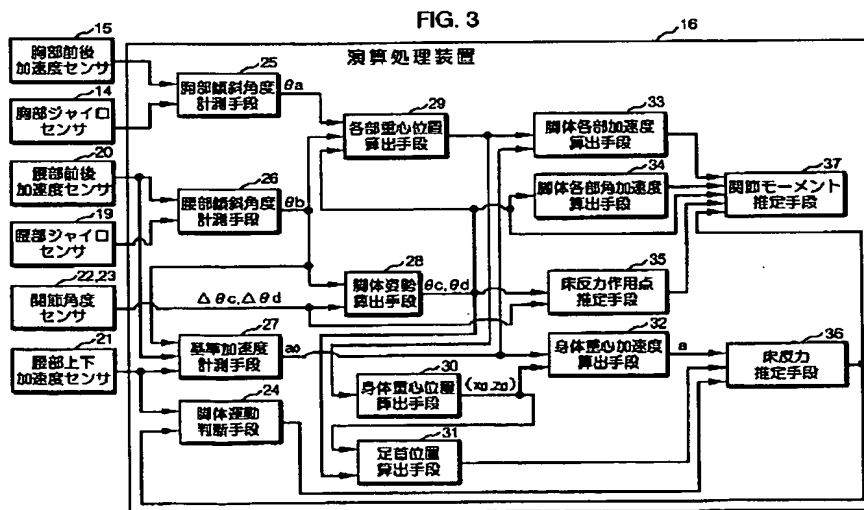 FIG. 3
16
演算処理装置
15
胸部前後
加速度センサ
14
胸部ジャイロ
センサ
20
腰部前後
加速度センサ
19
腰部ジャイロ
センサ
22,23
関節角度
センサ
21
腰部上下
加速度センサ
25
胸部傾斜角度
計測手段
θa
26
腰部傾斜角度
計測手段
θb
Δθc,Δθd
27
基準加速度
計測手段
a₀
24
脚体運動
判断手段
29
各部重心位置
算出手段
28
脚体姿勢
算出手段
θc,θd
30
身体重心位置
算出手段
(x₀,z₀)
31
足首位置
算出手段
33
脚体各部加速度
算出手段
34
脚体各部角加速度
算出手段
35
床反力作用点
推定手段
32
身体重心加速度
算出手段
a
37
関節モーメント
推定手段
36
床反力
推定手段